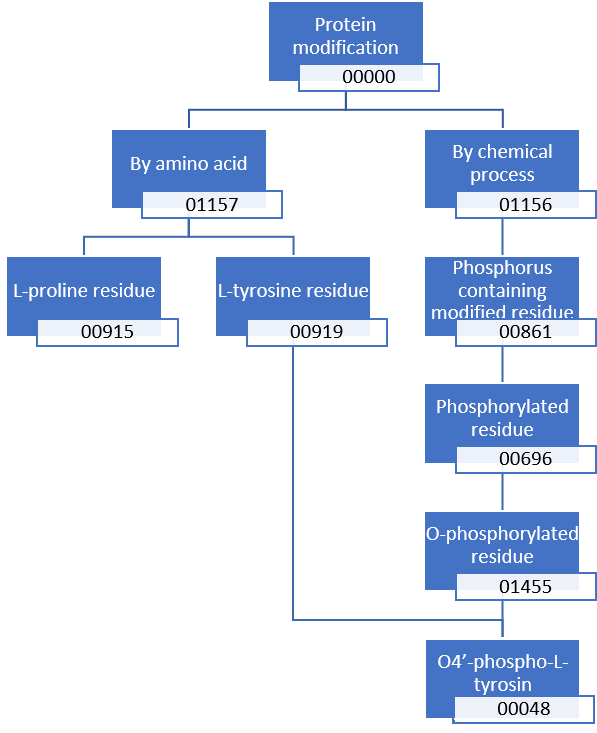 Protein
modification
00000
By amino acid
01157
By chemical
process
01156
L-proline residue
00915
L-tyrosine residue
00919
Phosphorus
containing
modified residue
00861
Phosphorylated
residue
00696
O-phosphorylated
residue
01455
O4’-phospho-L-
tyrosin
00048